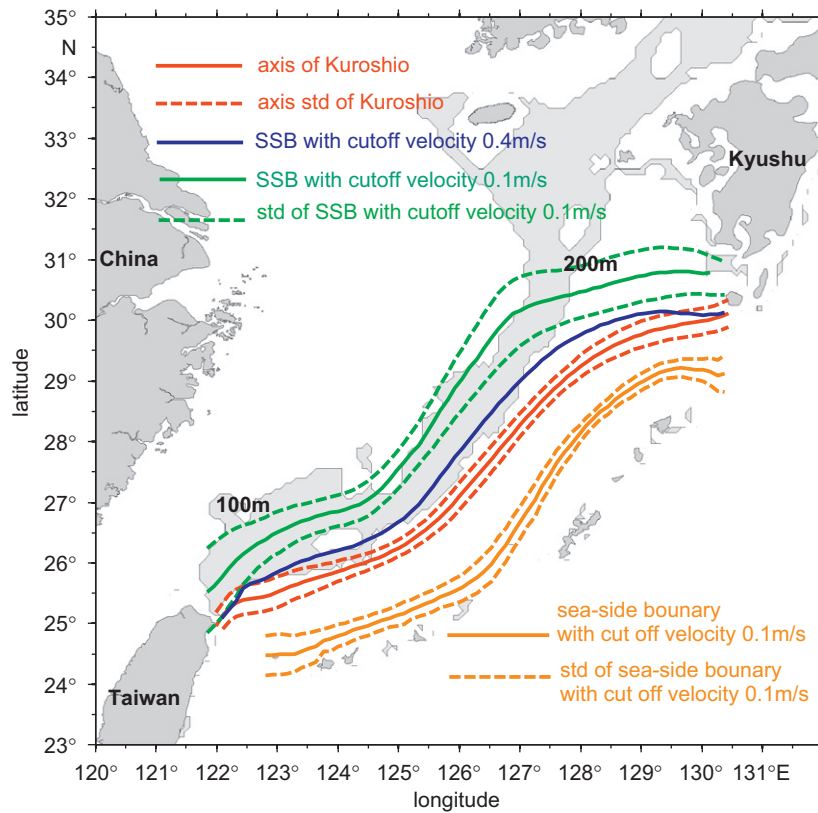 35°
N
34°
33°
32°
31°
30°
29°
28°
27°
26°
25°
24°
23°
latitude
axis of Kuroshio
axis std of Kuroshio
SSB with cutoff velocity 0.4m/s
SSB with cutoff velocity 0.1m/s
std of SSB with cutoff velocity 0.1m/s
Kyushu
China
200m
100m
Taiwan
sea-side bounary
with cut off velocity 0.1m/s
std of sea-side bounary
with cut off velocity 0.1m/s
120° 121° 122° 123° 124° 125° 126° 127° 128° 129° 130° 131°E
longitude